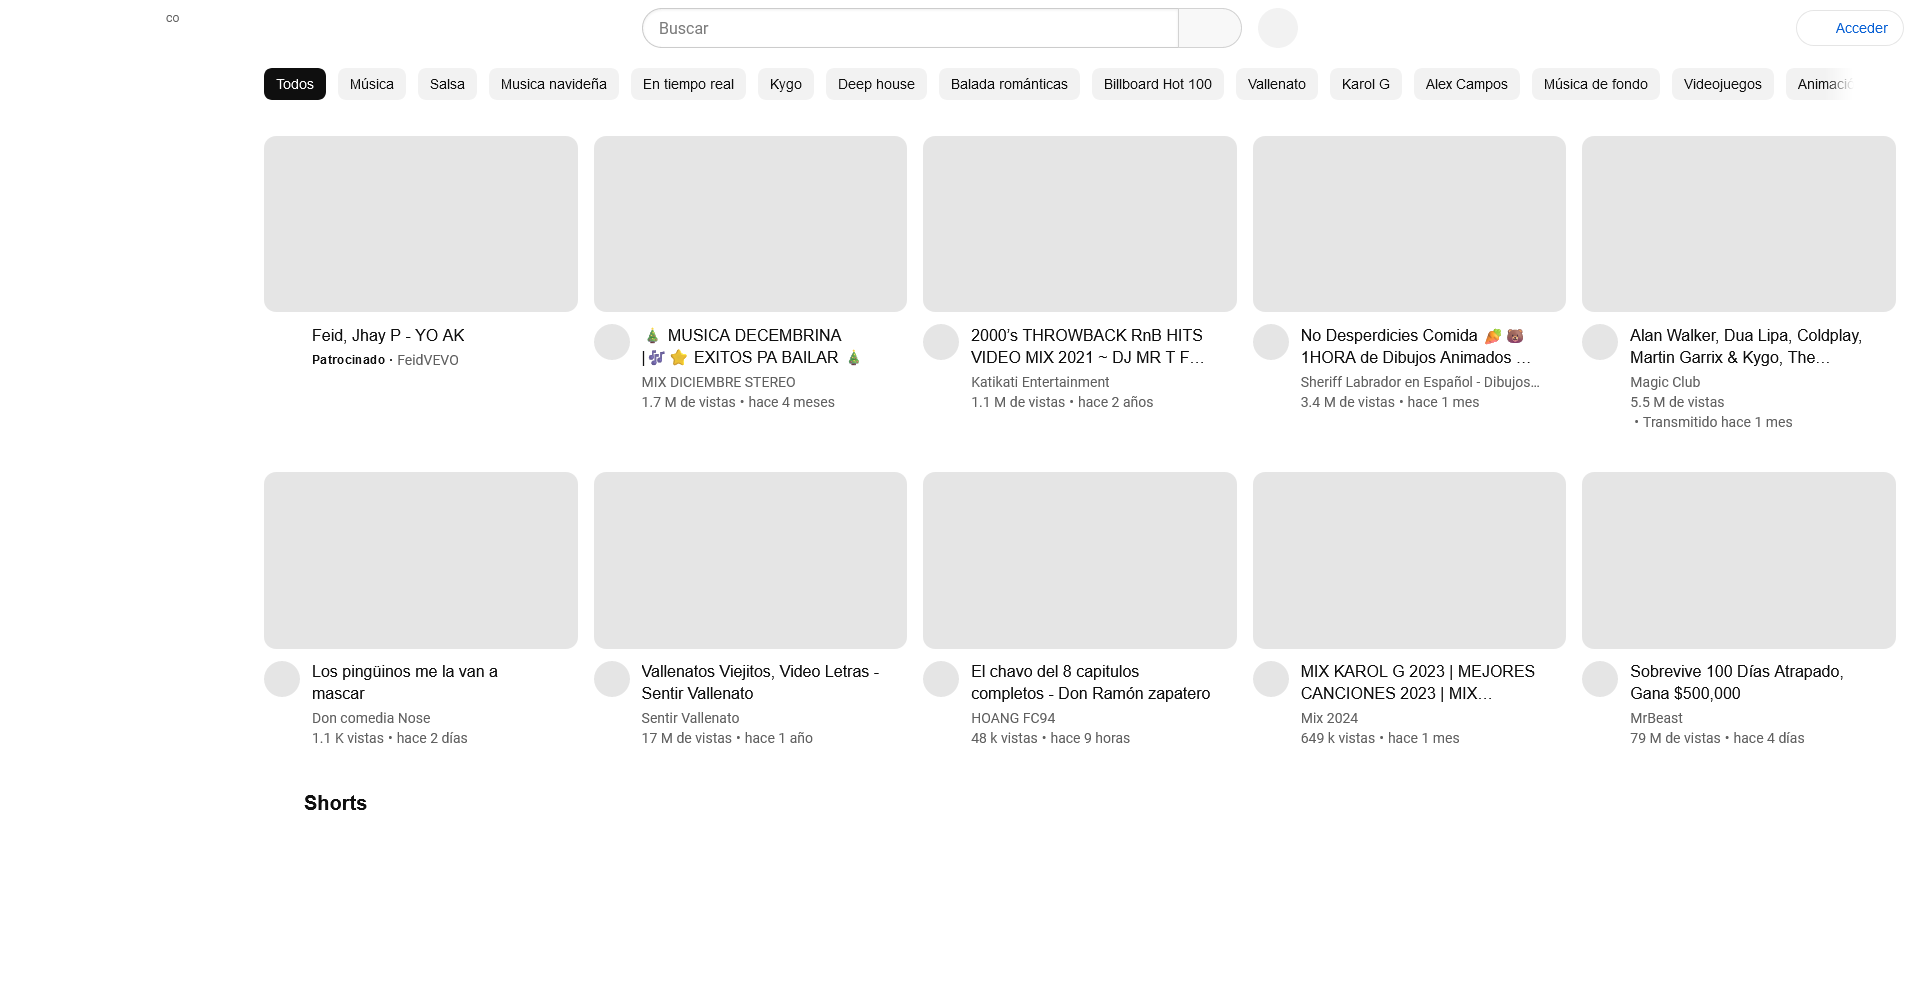 CO
Buscar
Acceder
Todos
Música
Salsa
Musica navideña
En tiempo real
Kygo
Deep house
Balada románticas
Billboard Hot 100
Vallenato
Karol G
Alex Campos
Música de fondo
Videojuegos
Animació
Feid, Jhay P - YO AK
Patrocinado · FeidVEVO
🎄 MUSICA DECEMBRINA
|🎶 ⭐ EXITOS PA BAILAR 🎄
MIX DICIEMBRE STEREO
1.7 M de vistas • hace 4 meses
2000’s THROWBACK RnB HITS
VIDEO MIX 2021 ~ DJ MR T F…
Katikati Entertainment
1.1 M de vistas • hace 2 años
No Desperdicies Comida 🥕 🐻
1HORA de Dibujos Animados …
Sheriff Labrador en Español - Dibujos…
3.4 M de vistas • hace 1 mes
Alan Walker, Dua Lipa, Coldplay,
Martin Garrix & Kygo, The…
Magic Club
5.5 M de vistas
• Transmitido hace 1 mes
Los pingüinos me la van a
mascar
Don comedia Nose
1.1 K vistas • hace 2 días
Vallenatos Viejitos, Video Letras -
Sentir Vallenato
Sentir Vallenato
17 M de vistas • hace 1 año
El chavo del 8 capitulos
completos - Don Ramón zapatero
HOANG FC94
48 k vistas • hace 9 horas
MIX KAROL G 2023 | MEJORES
CANCIONES 2023 | MIX…
Mix 2024
649 k vistas • hace 1 mes
Sobrevive 100 Días Atrapado,
Gana $500,000
MrBeast
79 M de vistas • hace 4 días
Shorts